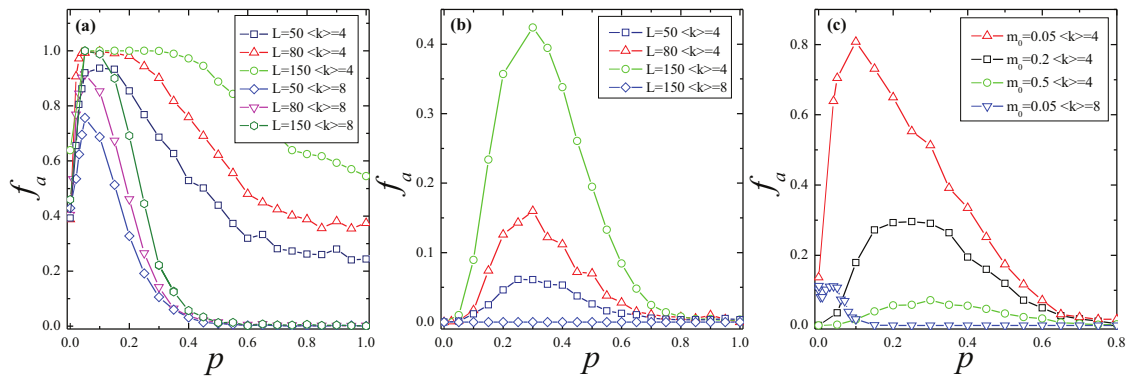 (a)
L=50 <k>=4
L=80 <k>=4
L=150 <k>=4
L=50 <k>=8
L=80 <k>=8
L=150 <k>=8
1.0
0.8
0.6
0.4
0.2
0.0
f_a
0.0 0.2 0.4 0.6 0.8 1.0
p
(b)
L=50 <k>=4
L=80 <k>=4
L=150 <k>=4
L=150 <k>=8
0.4
0.3
0.2
0.1
0.0
f_a
0.0 0.2 0.4 0.6 0.8 1.0
p
(c)
m_0=0.05 <k>=4
m_0=0.2 <k>=4
m_0=0.5 <k>=4
m_0=0.05 <k>=8
0.8
0.6
0.4
0.2
0.0
f_a
0.0 0.2 0.4 0.6 0.8
p